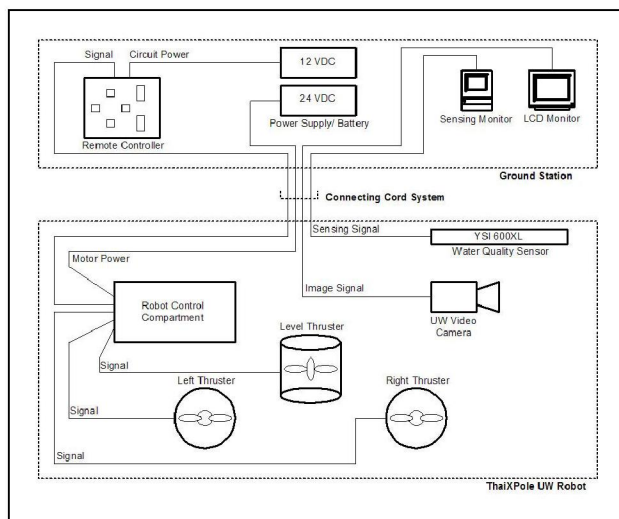 Signal
Circuit Power
12 VDC
24 VDC
Power Supply/ Battery
Remote Controller
Sensing Monitor
LCD Monitor
Ground Station
Connecting Cord System
Sensing Signal
YSI 600XL
Water Quality Sensor
Motor Power
Robot Control
Compartment
Image Signal
UW Video
Camera
Level Thruster
Signal
Left Thruster
Right Thruster
Signal
Signal
ThaiXPole UW Robot